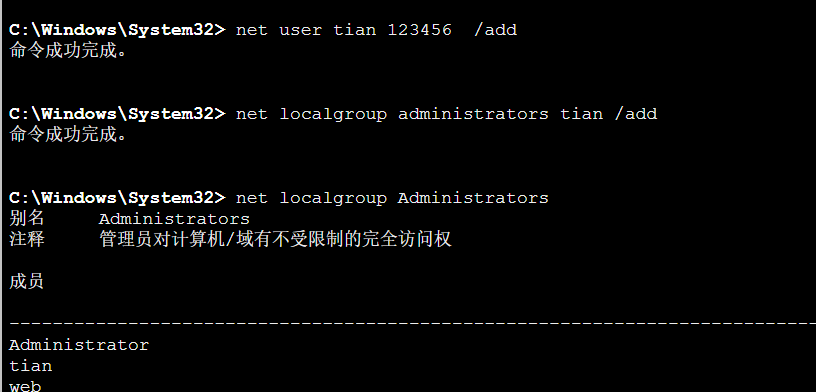 C:\Windows\System32> net user tian 123456  /add
命令成功完成。
C:\Windows\System32> net localgroup administrators tian /add
命令成功完成。
C:\Windows\System32> net localgroup Administrators
别名     Administrators
注释     管理员对计算机/域有不受限制的完全访问权
成员
-------------------------------------------------------------------------------
Administrator
tian
web